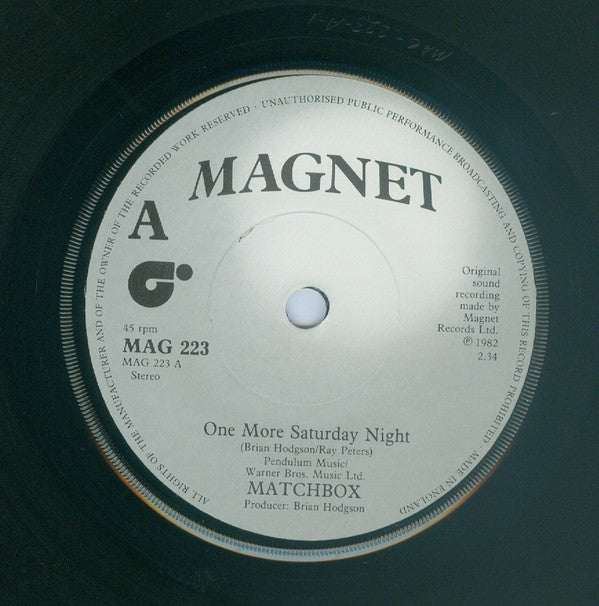 MAG-223-A-1
ALL RIGHTS OF THE MANUFACTURER AND OF THE OWNER OF THE RECORDED WORK RESERVED · UNAUTHORISED PUBLIC PERFORMANCE BROADCASTING AND COPYING OF THIS RECORD PROHIBITED MADE IN ENGLAND
MAGNET
A
45 rpm
MAG 223
MAG 223 A
Stereo
Original
sound
recording
made by
Magnet
Records Ltd.
℗ 1982
2.34
One More Saturday Night
(Brian Hodgson/Ray Peters)
Pendulum Music/
Warner Bros. Music Ltd.
MATCHBOX
Producer: Brian Hodgson